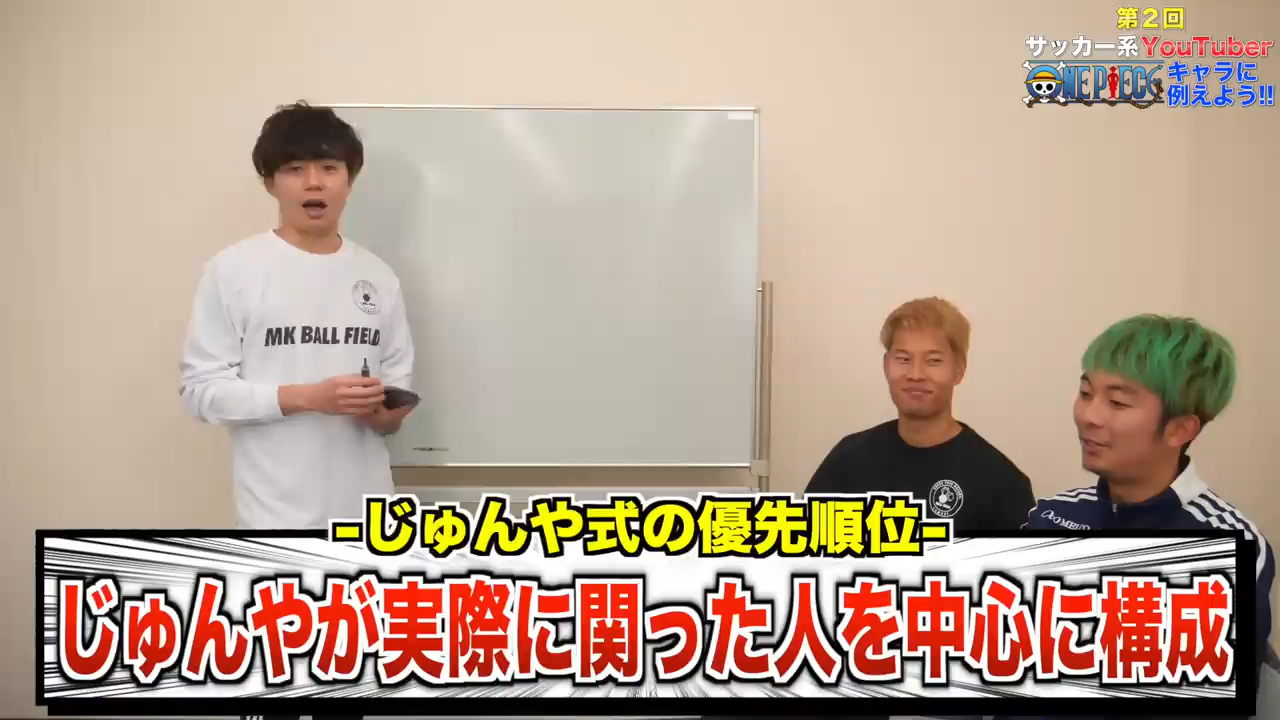 第2回
サッカー系YouTuber
ONE PIECE キャラに
例えよう!!
MK BALL FIELD
-じゅんや式の優先順位-
じゅんやが実際に関った人を中心に構成